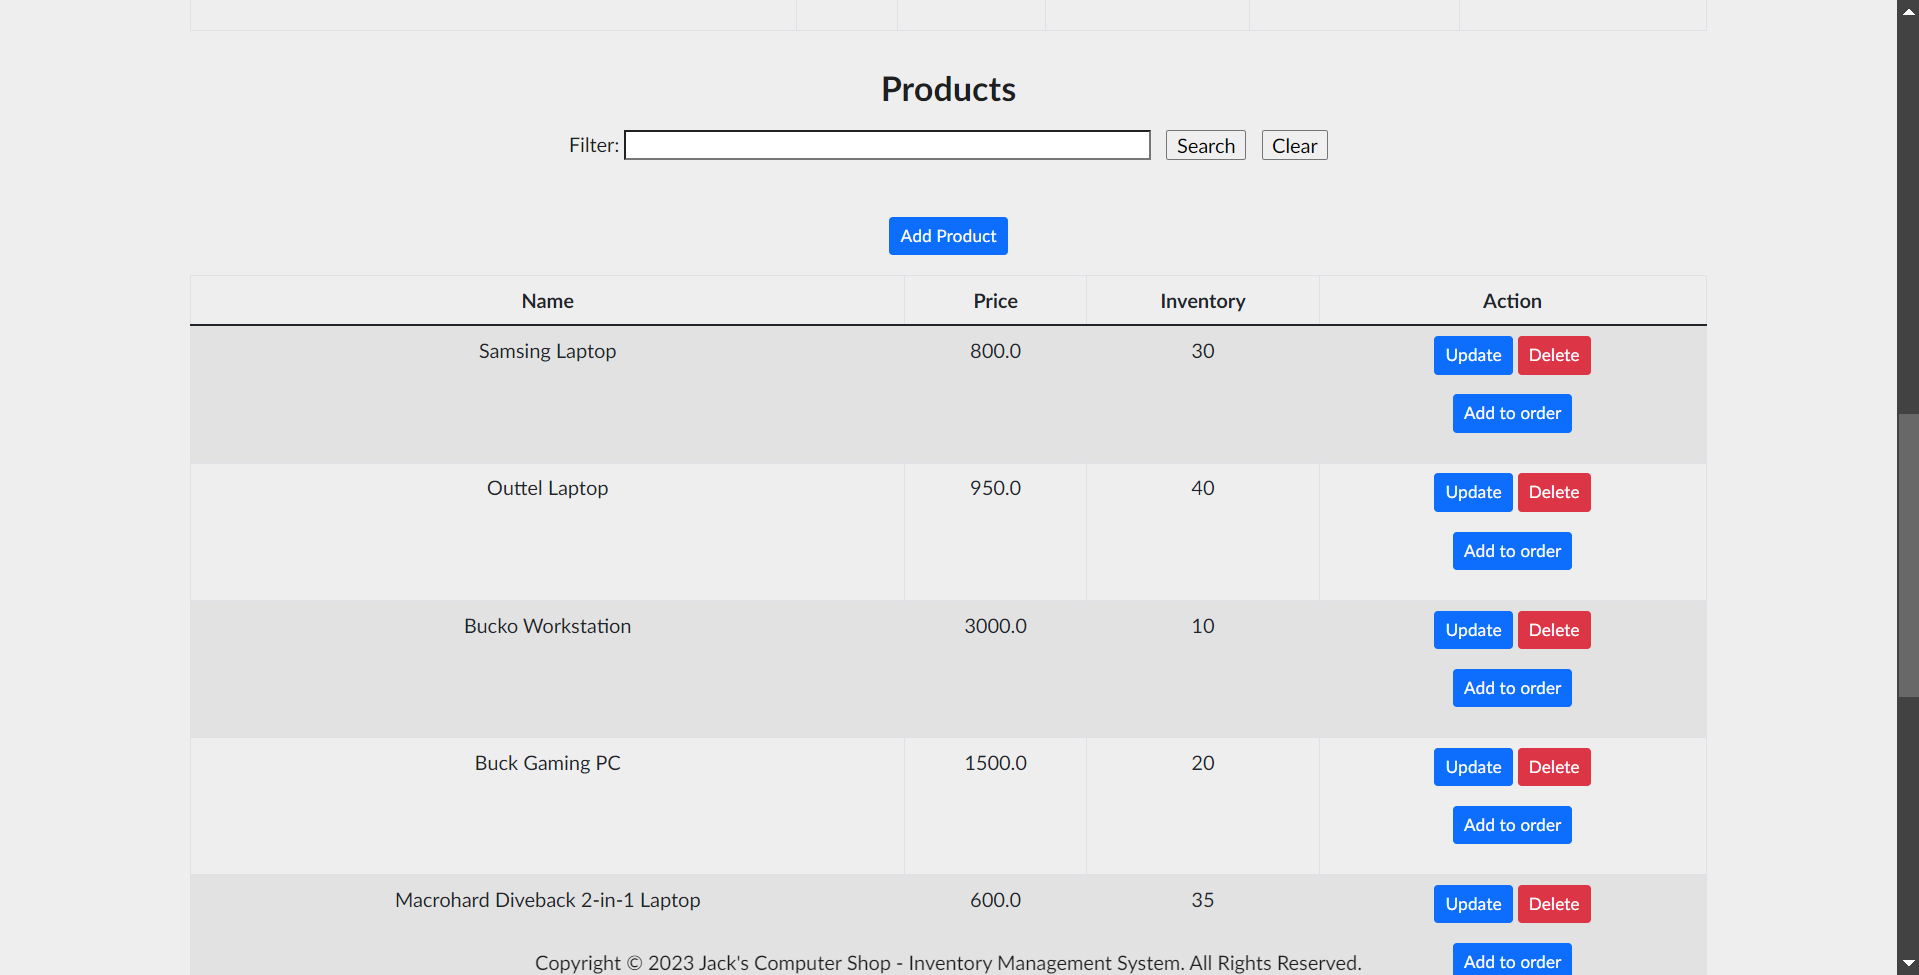 Products
Filter: Search Clear
Add Product
Name Price Inventory Action
Samsing Laptop 800.0 30 Update Delete
Add to order
Outtel Laptop 950.0 40 Update Delete
Add to order
Bucko Workstation 3000.0 10 Update Delete
Add to order
Buck Gaming PC 1500.0 20 Update Delete
Add to order
Macrohard Diveback 2-in-1 Laptop 600.0 35 Update Delete
Add to order
Copyright © 2023 Jack's Computer Shop - Inventory Management System. All Rights Reserved.